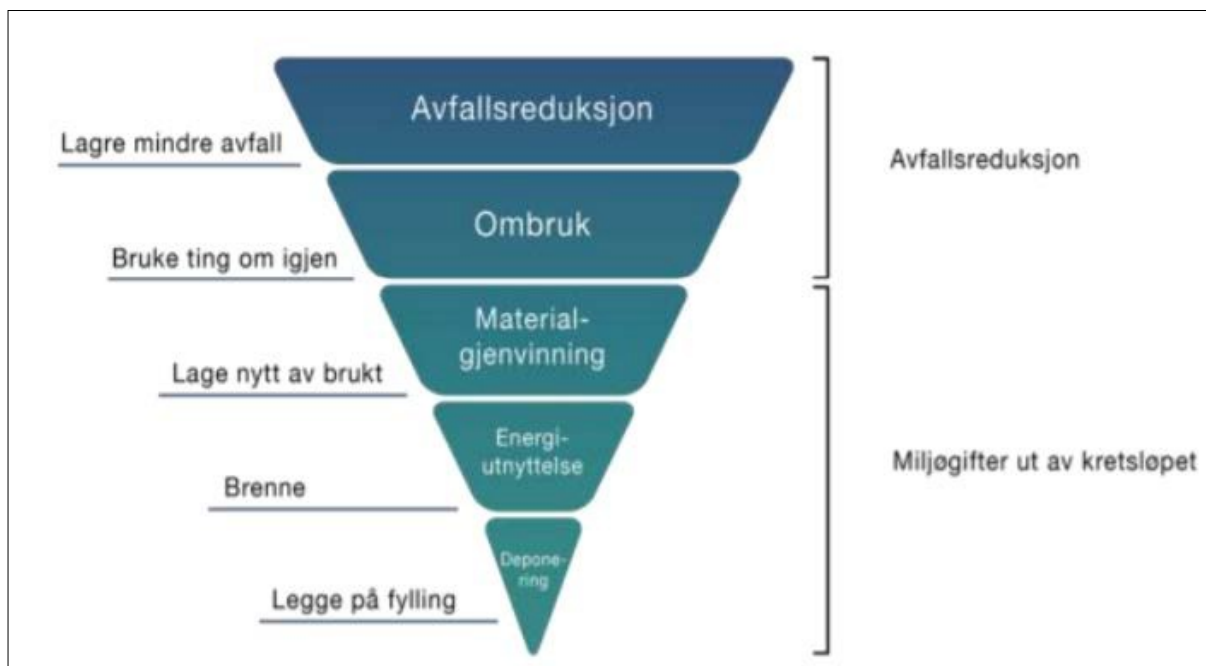 Avfallsreduksjon
Lagre mindre avfall
Avfallsreduksjon
Ombruk
Bruke ting om igjen
Material-
gjenvinning
Lage nytt av brukt
Energi-
utnyttelse
Miljøgifter ut av kretsløpet
Brenne
Depone-
ring
Legge på fylling